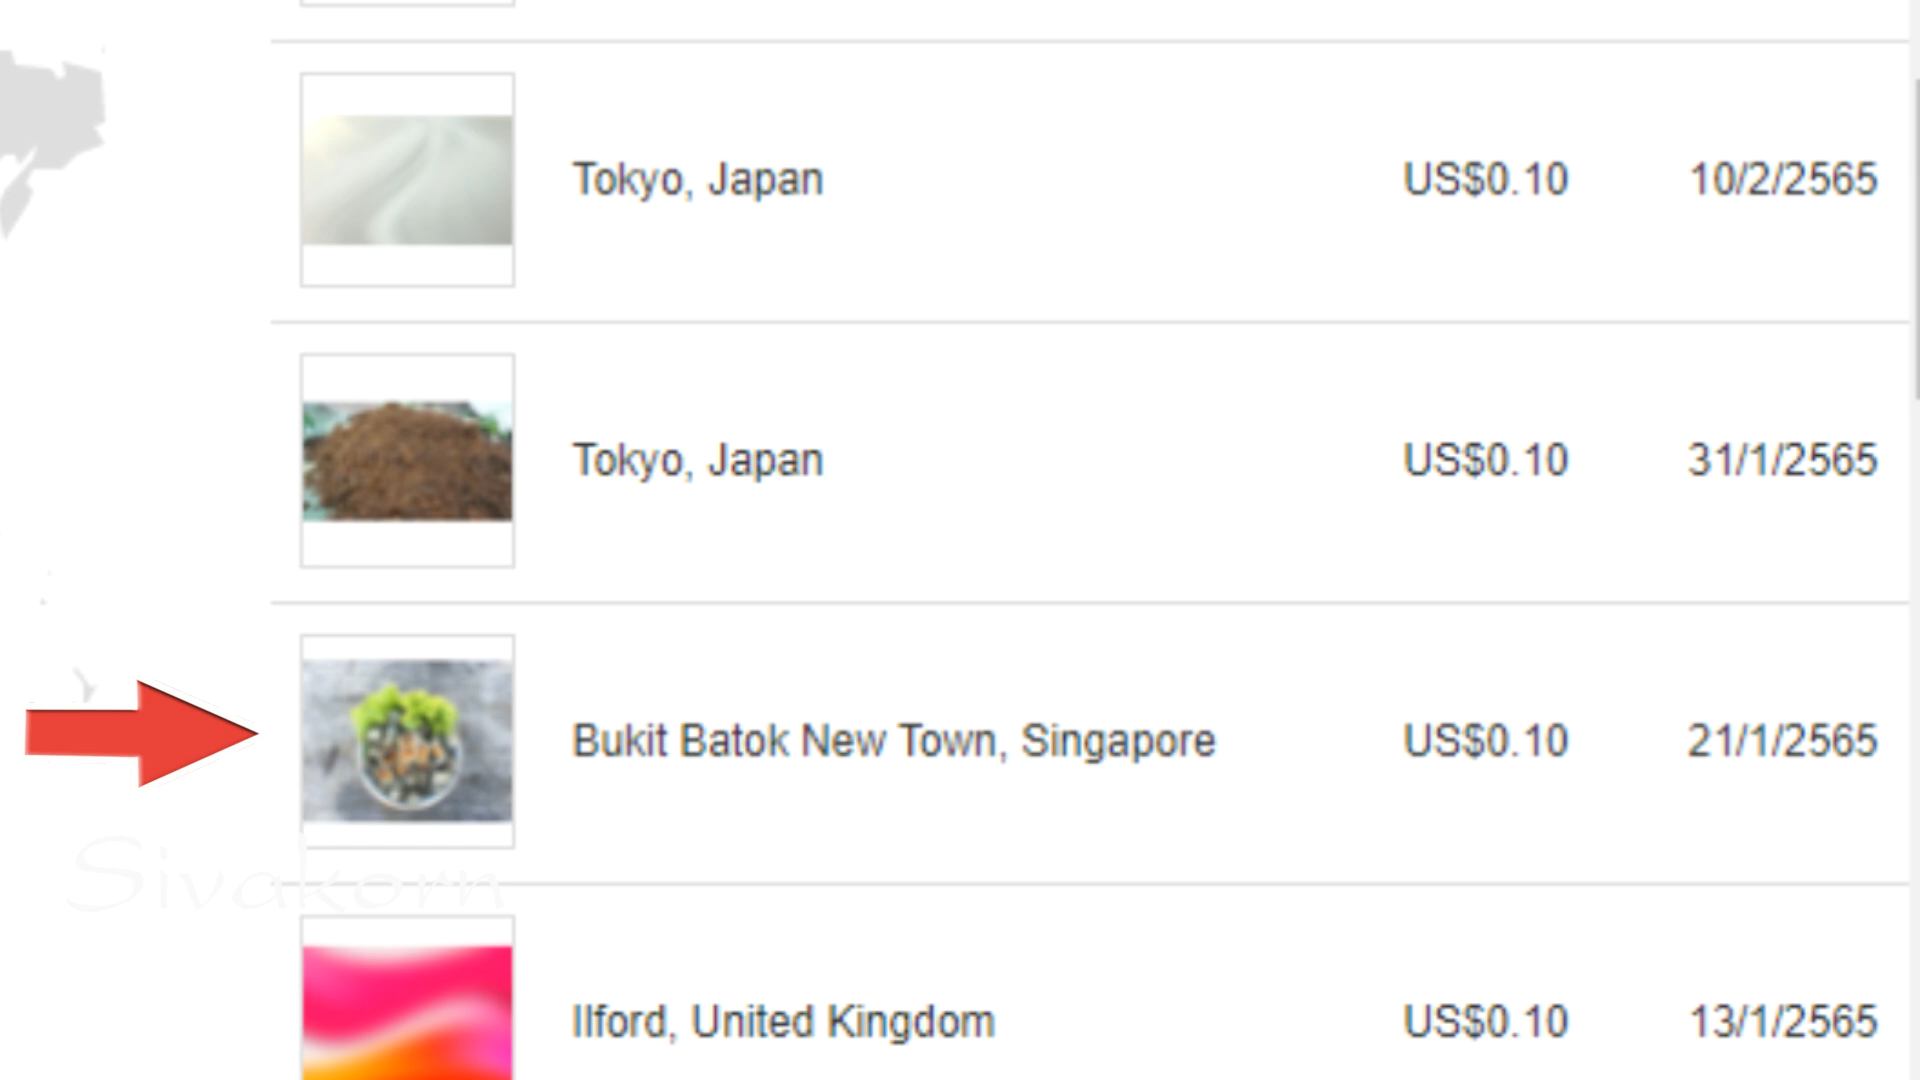 Tokyo, Japan US$0.10 10/2/2565
Tokyo, Japan US$0.10 31/1/2565
Bukit Batok New Town, Singapore US$0.10 21/1/2565
Sivakorn
Ilford, United Kingdom US$0.10 13/1/2565